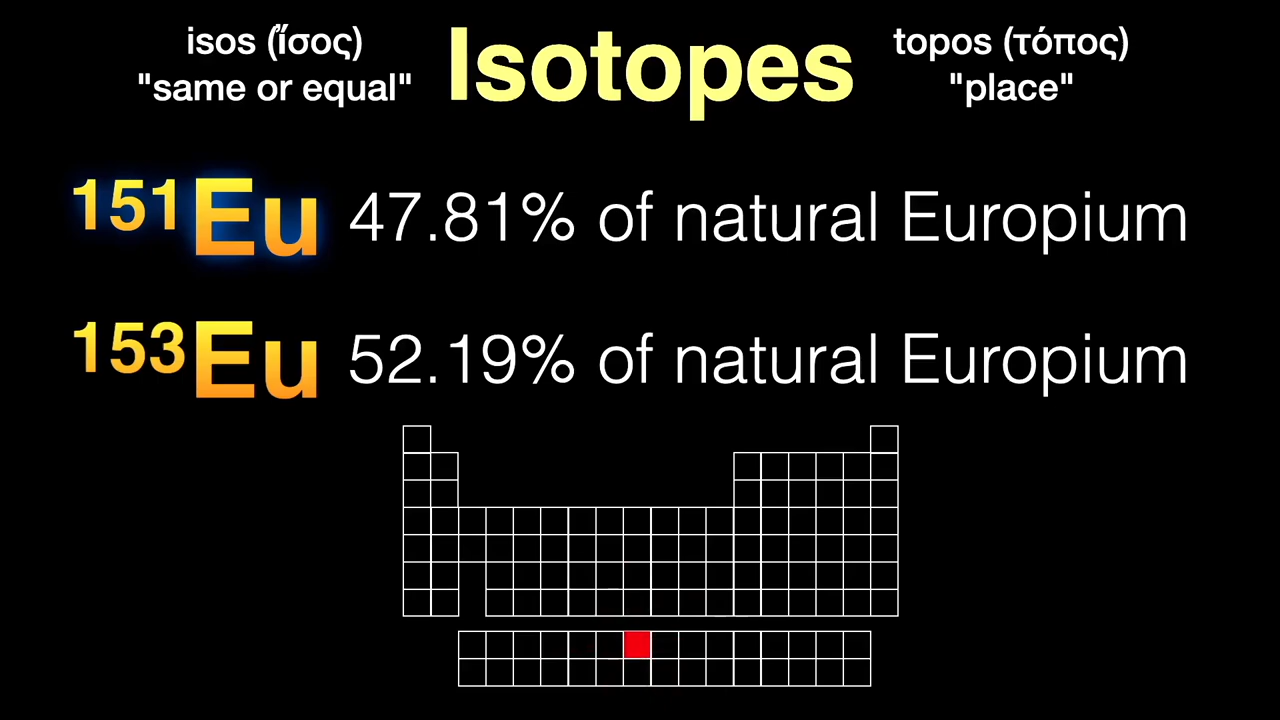 isos (ἴσος)
"same or equal"
Isotopes
topos (τόπος)
"place"
151Eu 47.81% of natural Europium
153Eu 52.19% of natural Europium